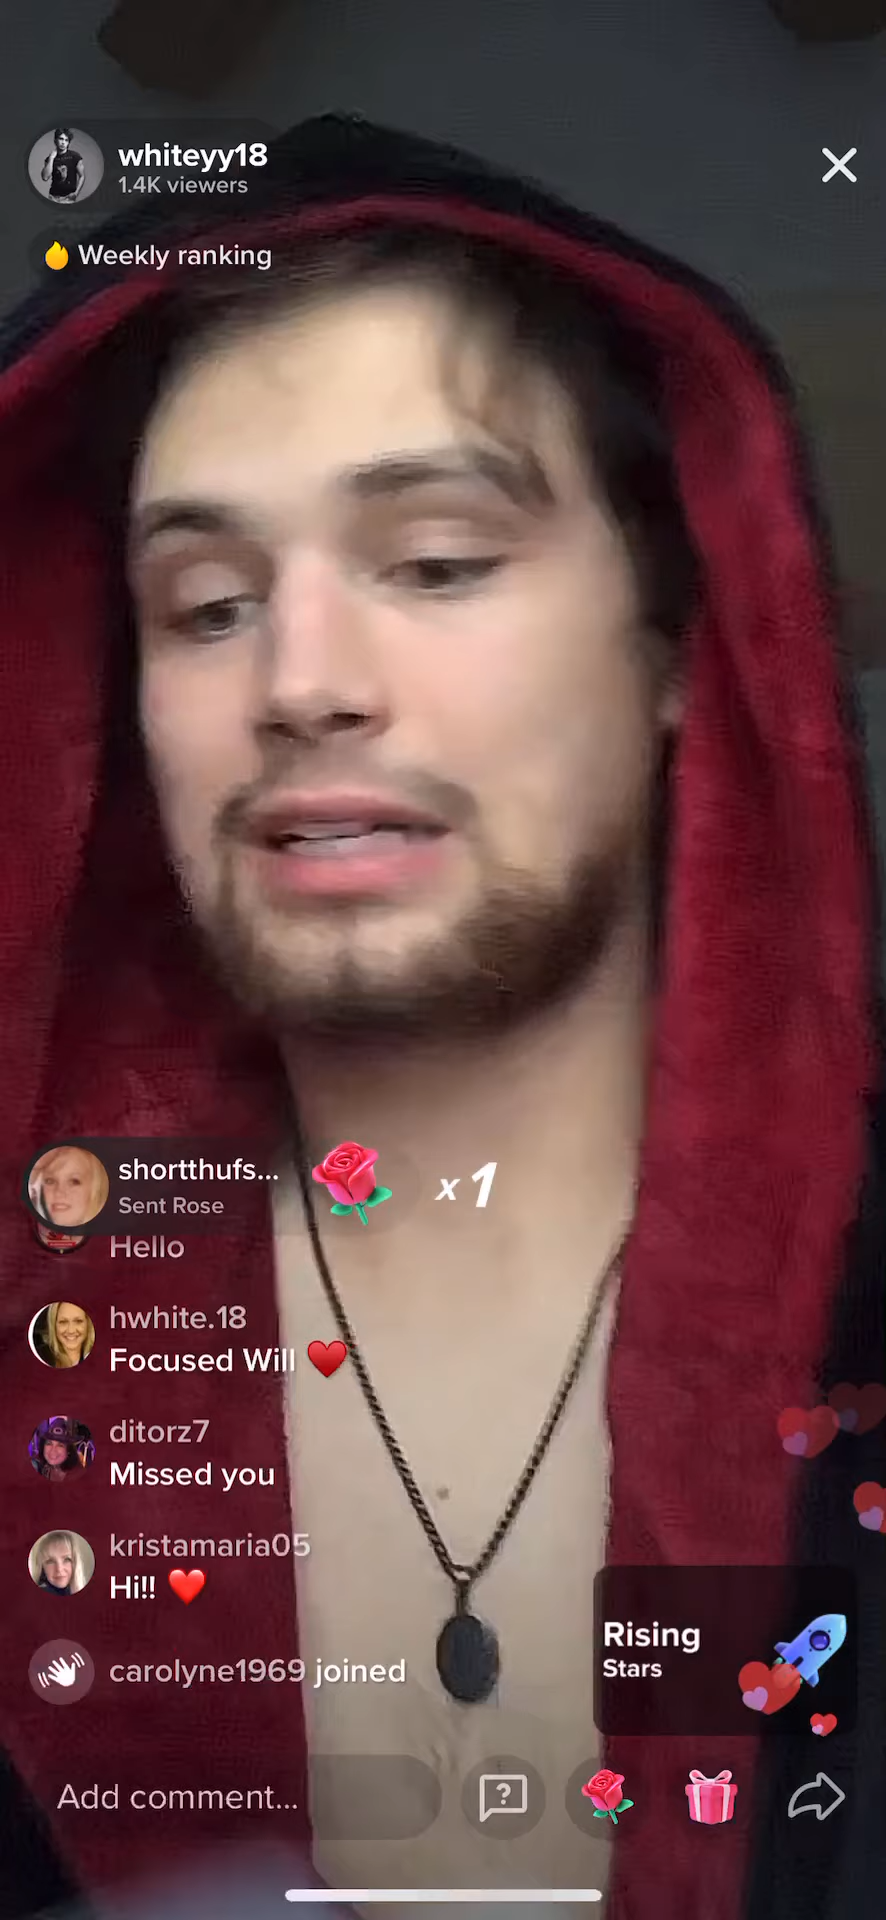 whiteyy18
1.4K viewers
Weekly ranking
shortthufs...
Sent Rose
x 1
Hello
hwhite.18
Focused Will ♥️
ditorz7
Missed you
kristamaria05
Hi!! ❤️
carolyne1969 joined
Rising
Stars
Add comment...